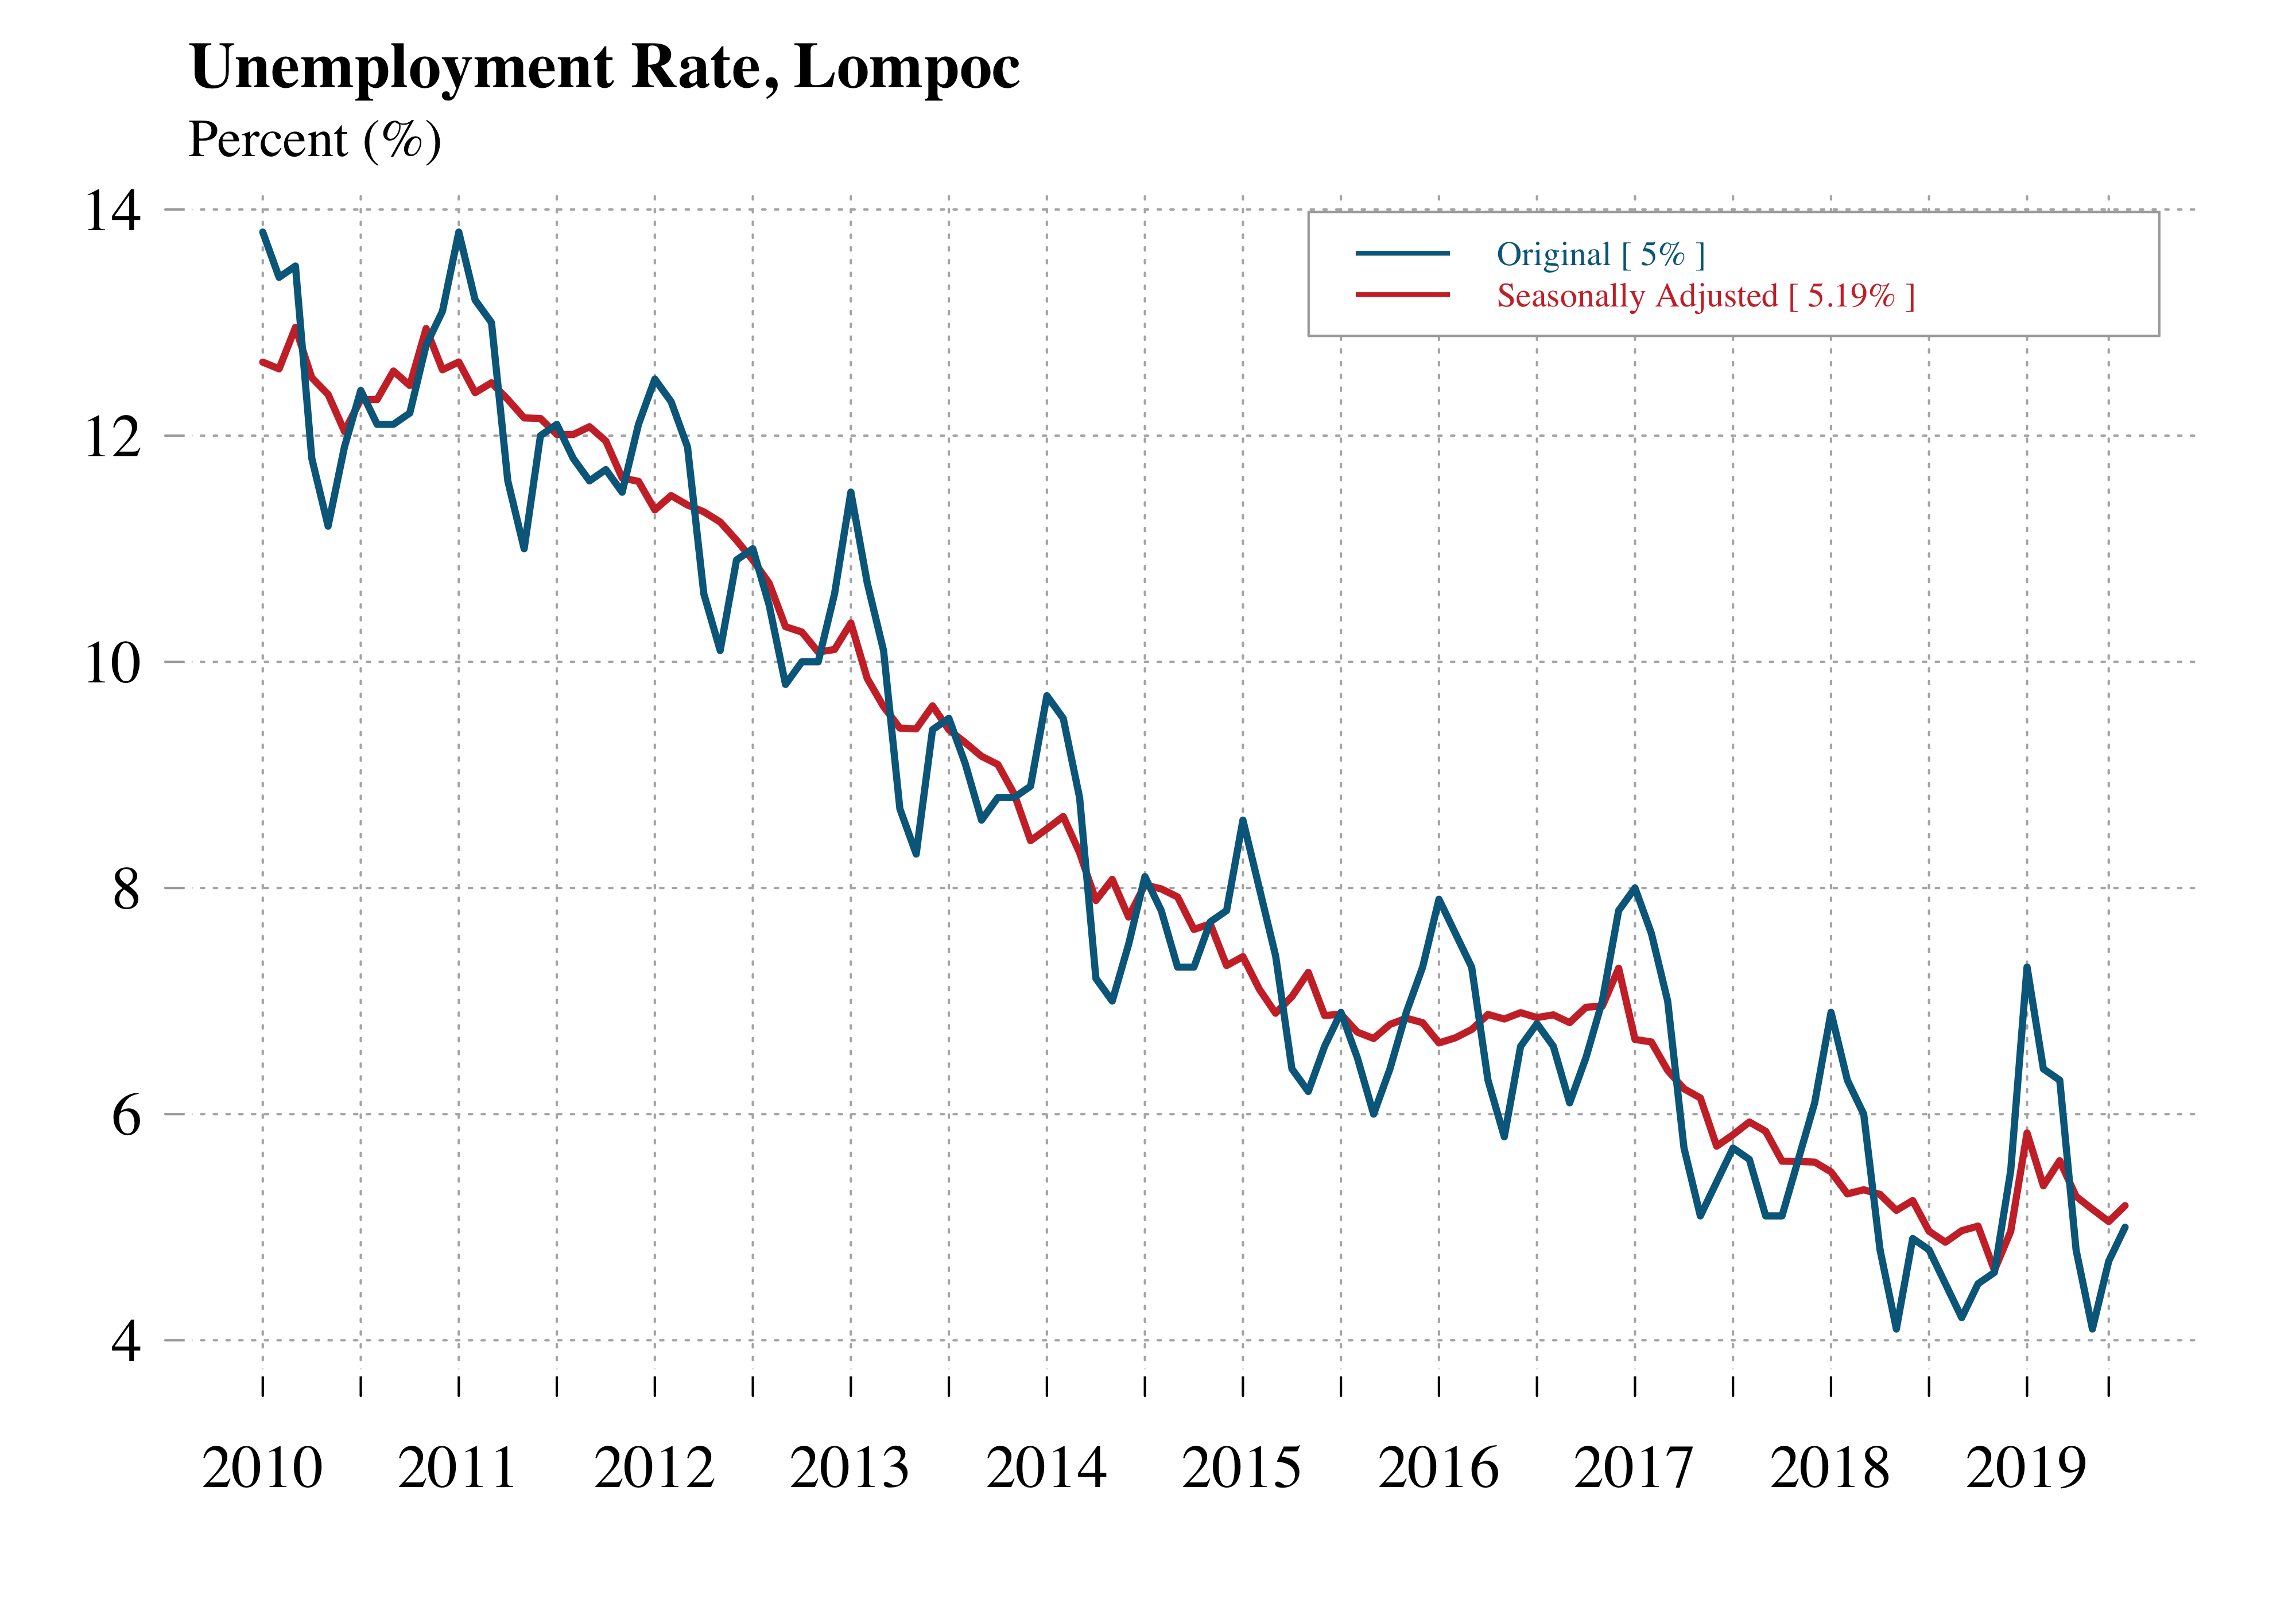 Unemployment Rate, Lompoc
Percent (%)
14
12
10
8
6
4
Original [ 5% ]
Seasonally Adjusted [ 5.19% ]
2010 2011 2012 2013 2014 2015 2016 2017 2018 2019